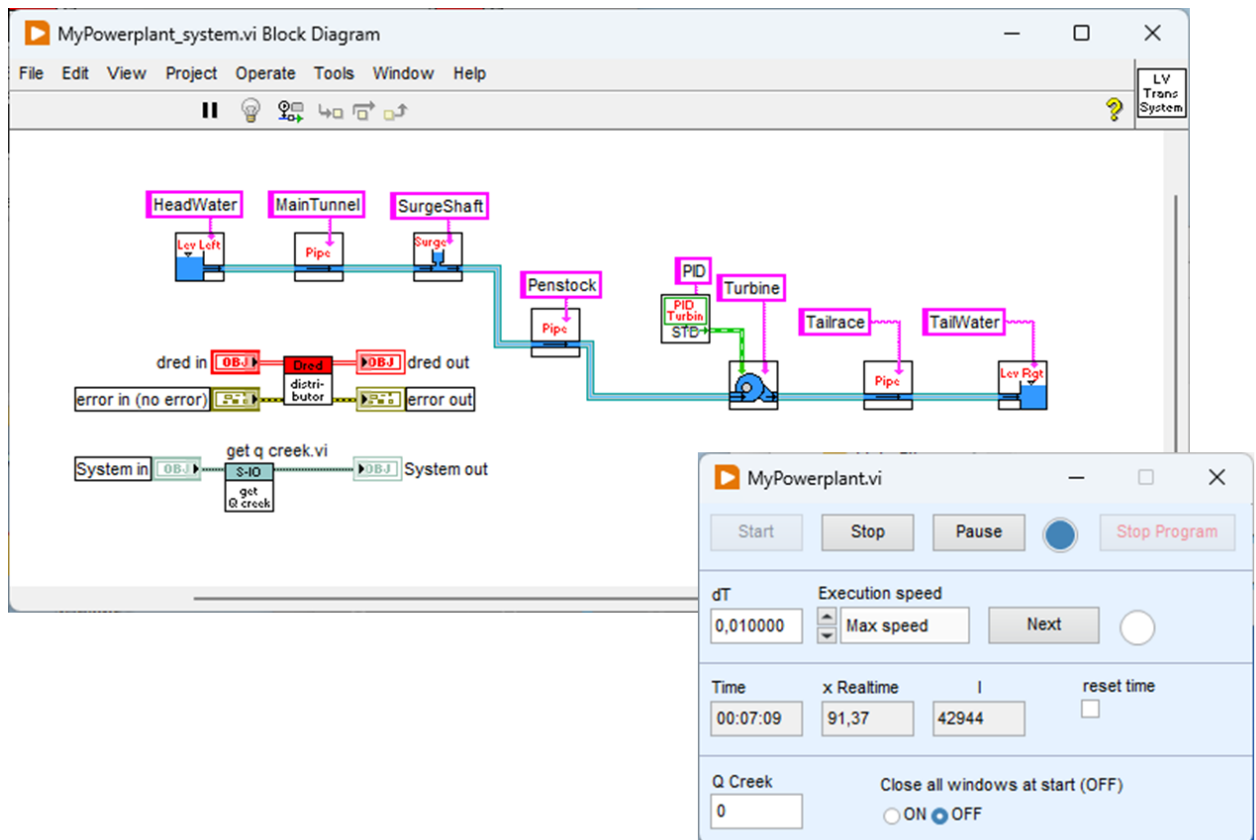 MyPowerplant_system.vi Block Diagram
File Edit View Project Operate Tools Window Help
LV
Trans
System
HeadWater MainTunnel SurgeShaft
Lev Left Pipe Surge
Penstock
Pipe
PID
Turbine
PID
Turbin
STD
Tailrace TailWater
Pipe Lev Rgt
dred in OBJ Dred OBJ dred out
distri-
butor
error in (no error) error out
get q creek.vi
System in OBJ S-IO OBJ System out
get
Q creek
MyPowerplant.vi
Start Stop Pause Stop Program
dT Execution speed
0,010000 Max speed Next
Time x Realtime I reset time
00:07:09 91,37 42944
Q Creek Close all windows at start (OFF)
0 ON OFF